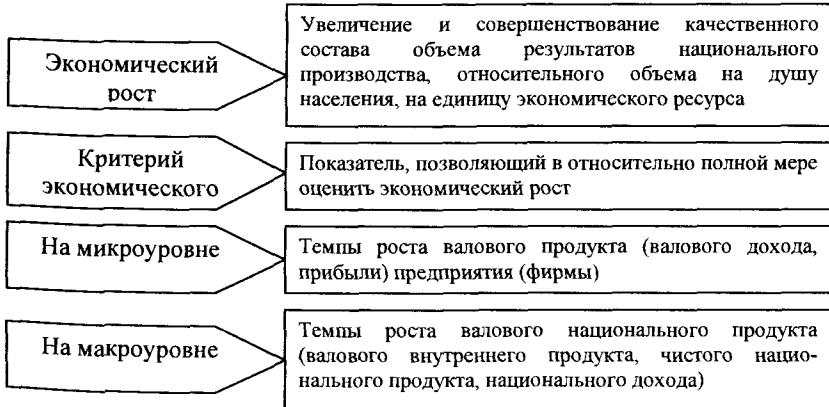 Экономический
рост
Увеличение и совершенствование качественного
состава объема результатов национального
производства, относительного объема на душу
населения, на единицу экономического ресурса
Критерий
экономического
Показатель, позволяющий в относительно полной мере
оценить экономический рост
На микроуровне
Темпы роста валового продукта (валового дохода,
прибыли) предприятия (фирмы)
На макроуровне
Темпы роста валового национального продукта
(валового внутреннего продукта, чистого нацио-
нального продукта, национального дохода)